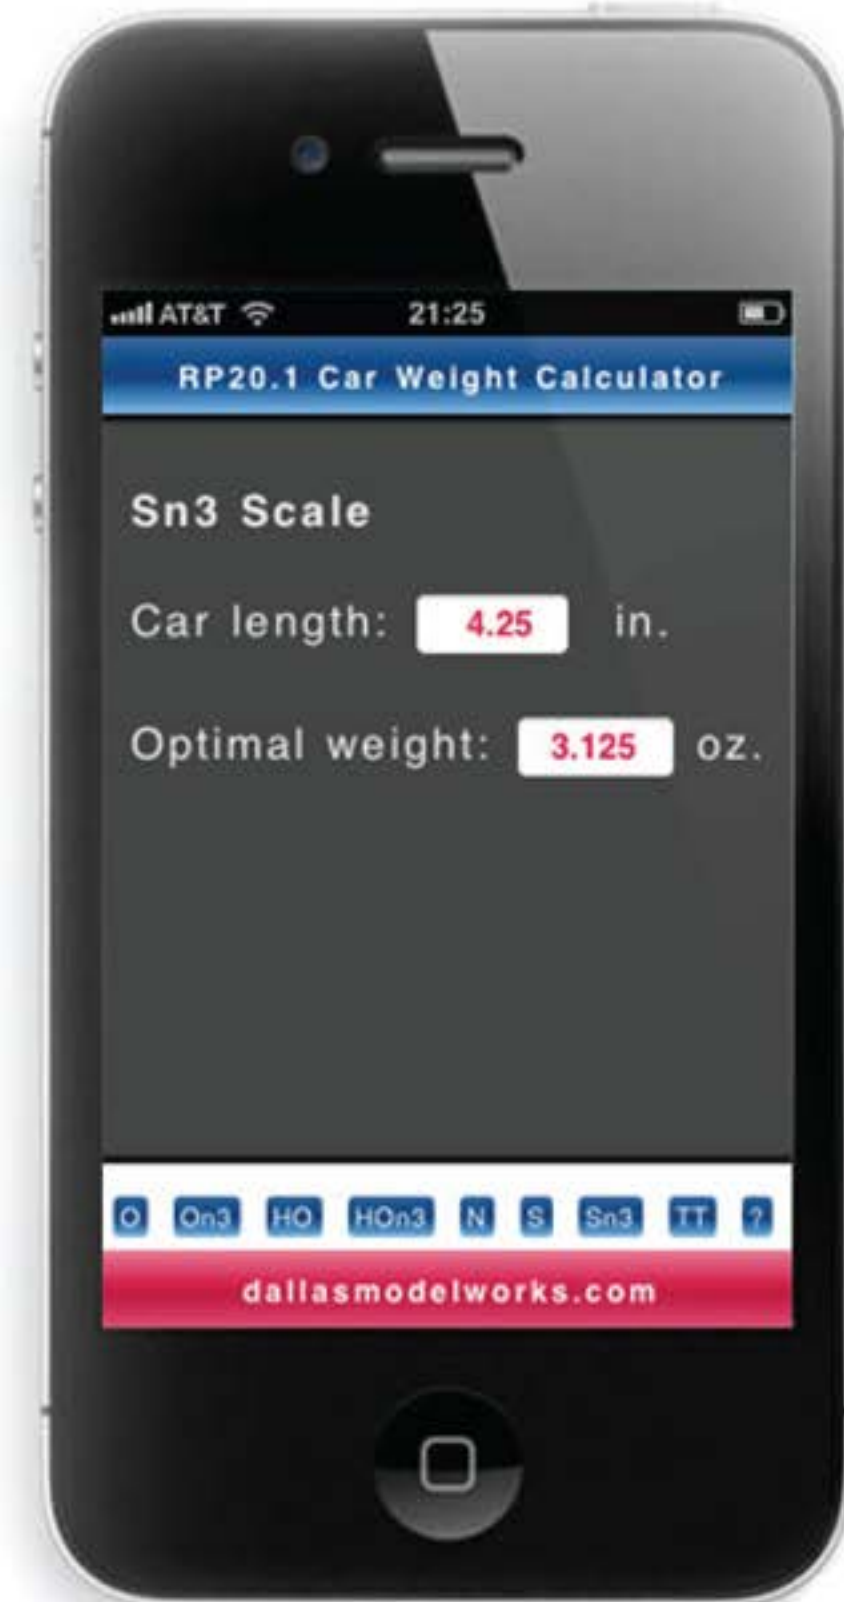 AT&T 21:25
RP20.1 Car Weight Calculator
Sn3 Scale
Car length: 4.25 in.
Optimal weight: 3.125 oz.
O On3 HO HOn3 N S Sn3 TT ?
dallasmodelworks.com